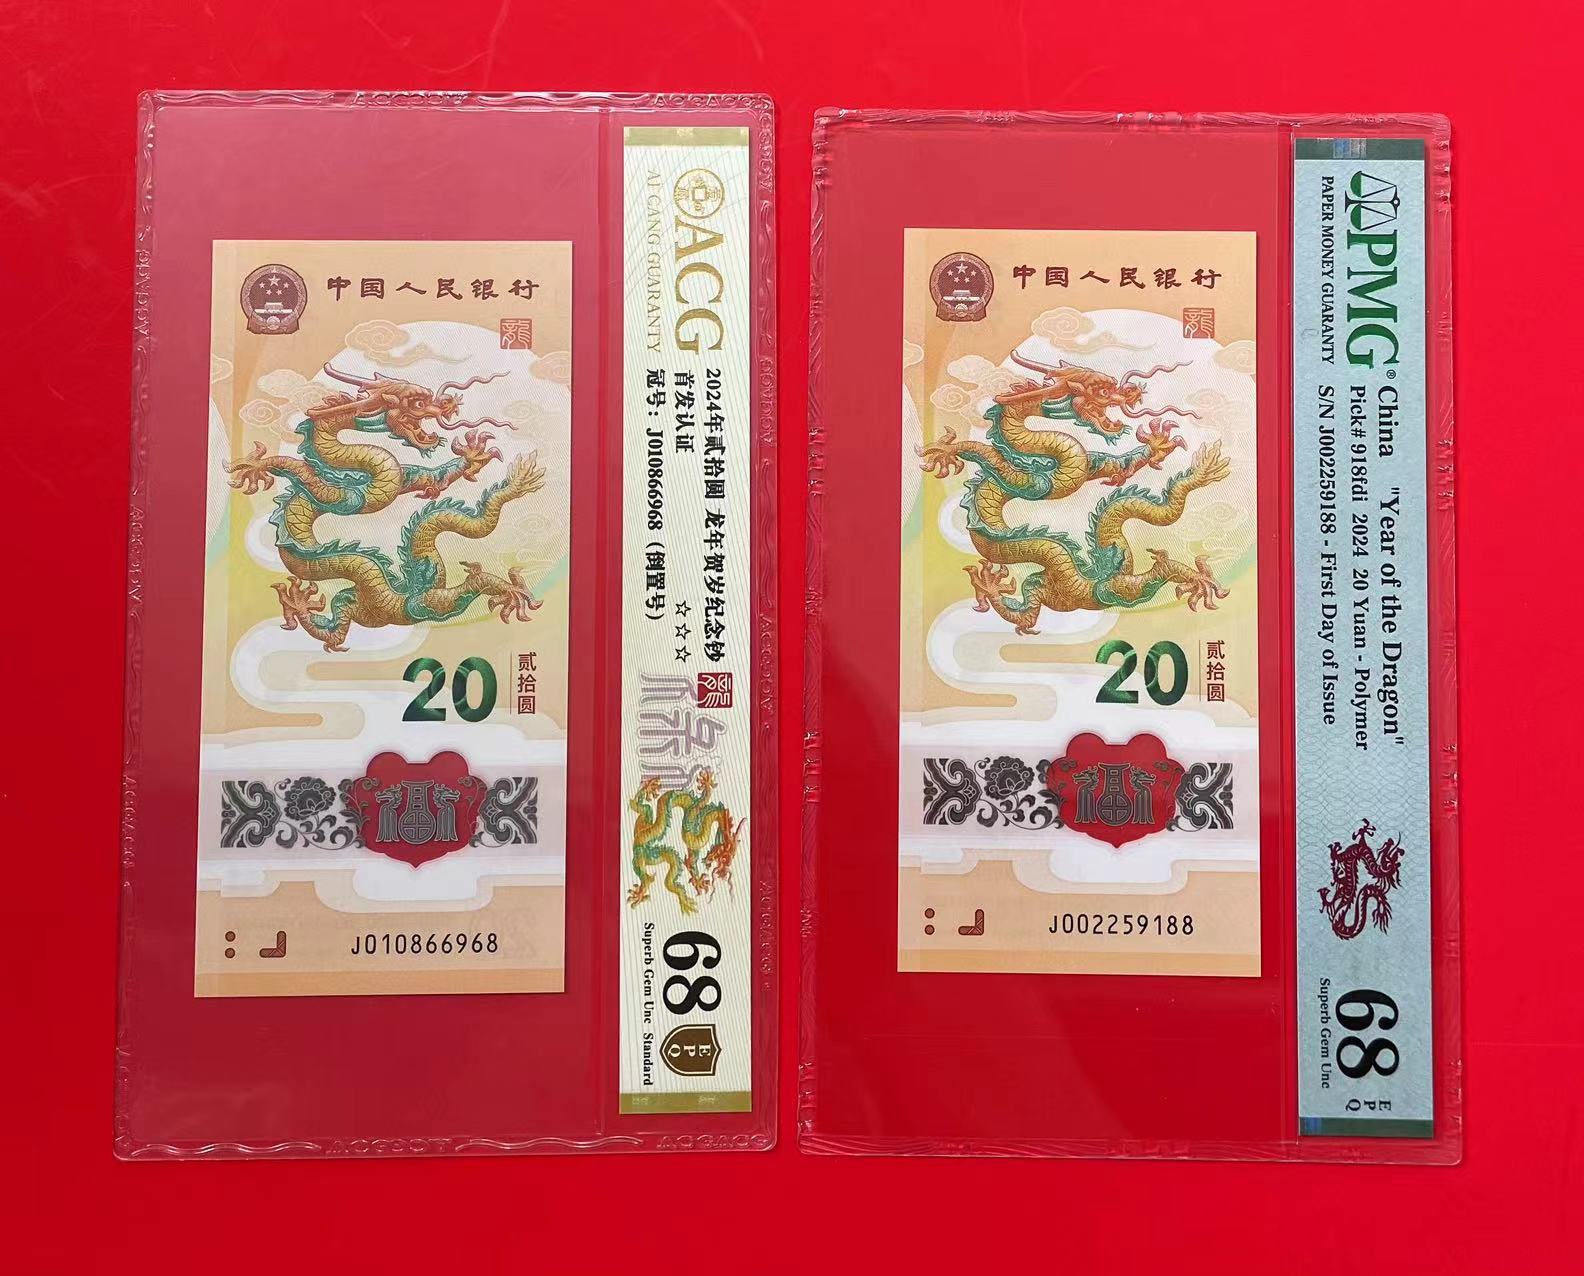 中国人民银行
龍
20
贰拾圆
福
J010866968
ACG
AI CANG GUARANTY
2024年贰拾圆 龙年贺岁纪念钞
首发认证 ☆☆☆
冠号：J010866968（倒置号）
68
EPQ
Superb Gem Unc Standard
中国人民银行
龍
20
贰拾圆
福
J002259188
PMG®
PAPER MONEY GUARANTY
China "Year of the Dragon"
Pick# 918fdi 2024 20 Yuan - Polymer
S/N J002259188 - First Day of Issue
68
EPQ
Superb Gem Unc